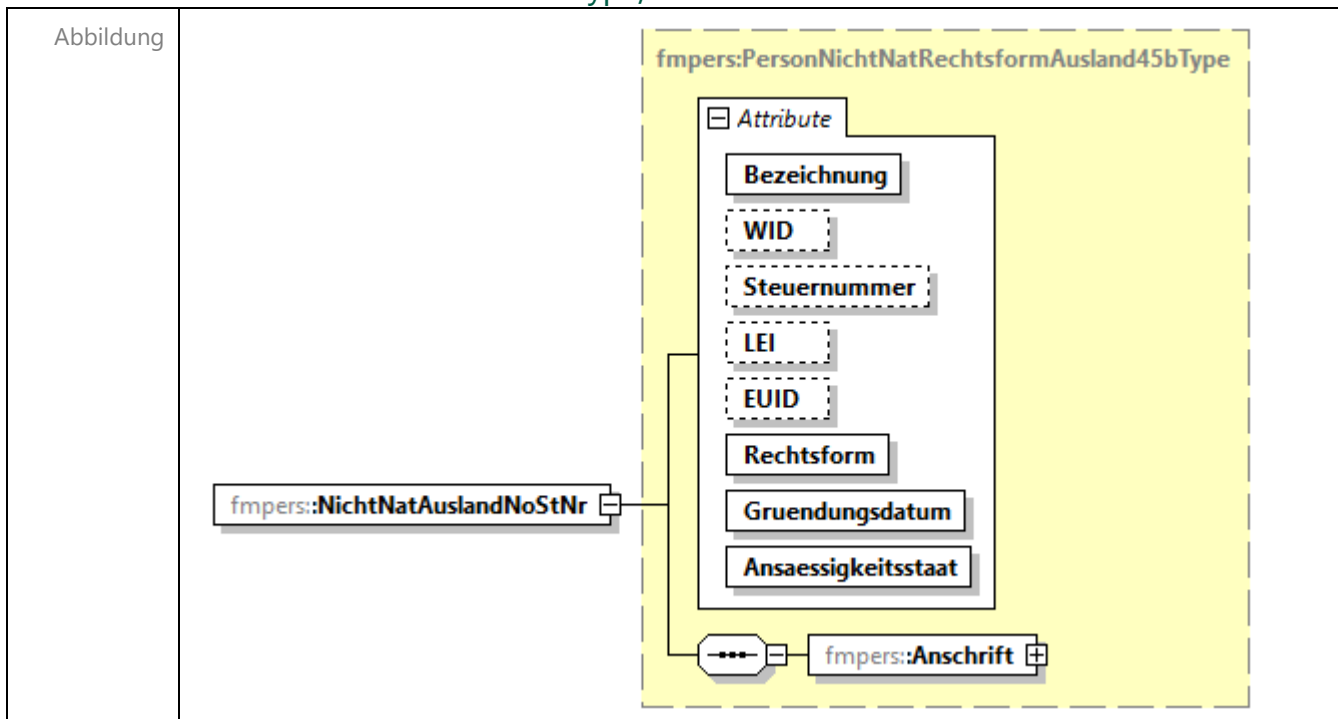 Abbildung
fmpers:PersonNichtNatRechtsformAusland45bType
Attribute
Bezeichnung
WID
Steuernummer
LEI
EUID
Rechtsform
Gruendungsdatum
Ansaessigkeitsstaat
fmpers::NichtNatAuslandNoStNr
fmpers::Anschrift